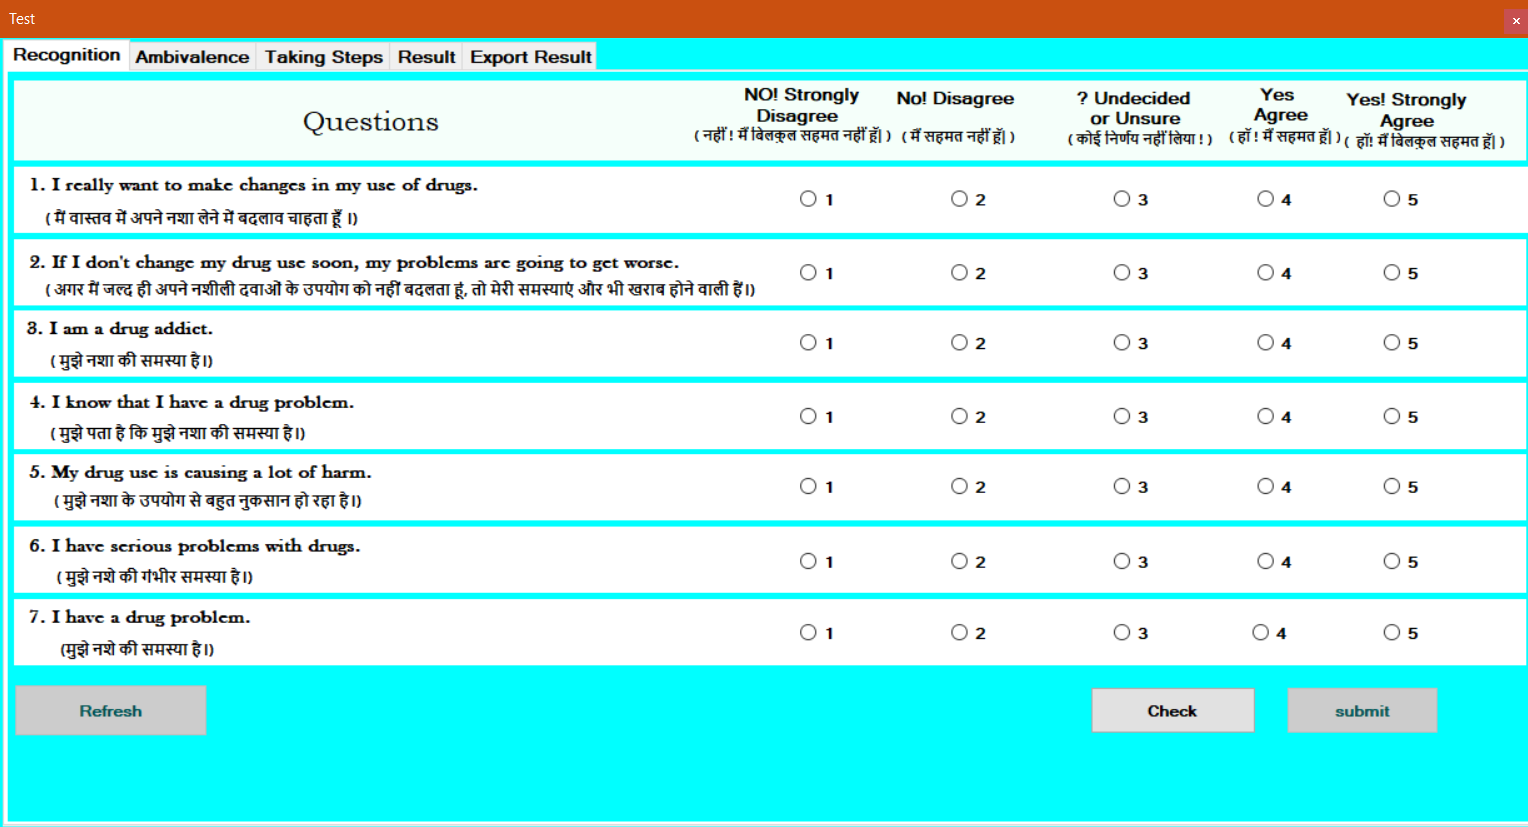 Test
×
Recognition Ambivalence Taking Steps Result Export Result
Questions
NO! Strongly
Disagree
( नहीं ! मैं बिलकुल सहमत नहीं हूँ| )
No! Disagree
( मैं सहमत नहीं हूँ| )
? Undecided
or Unsure
( कोई निर्णय नहीं लिया ! )
Yes
Agree
( हाँ ! मैं सहमत हूँ| )
Yes! Strongly
Agree
( हाँ! मैं बिलकुल सहमत हूँ| )
1. I really want to make changes in my use of drugs.
( मैं वास्तव में अपने नशा लेने में बदलाव चाहता हूँ ।)
1 2 3 4 5
2. If I don't change my drug use soon, my problems are going to get worse.
( अगर मैं जल्द ही अपने नशीली दवाओं के उपयोग को नहीं बदलता हूं, तो मेरी समस्याएं और भी खराब होने वाली हैं।)
1 2 3 4 5
3. I am a drug addict.
( मुझे नशा की समस्या है।)
1 2 3 4 5
4. I know that I have a drug problem.
( मुझे पता है कि मुझे नशा की समस्या है।)
1 2 3 4 5
5. My drug use is causing a lot of harm.
( मुझे नशा के उपयोग से बहुत नुकसान हो रहा है।)
1 2 3 4 5
6. I have serious problems with drugs.
( मुझे नशे की गंभीर समस्या है।)
1 2 3 4 5
7. I have a drug problem.
(मुझे नशे की समस्या है।)
1 2 3 4 5
Refresh Check submit